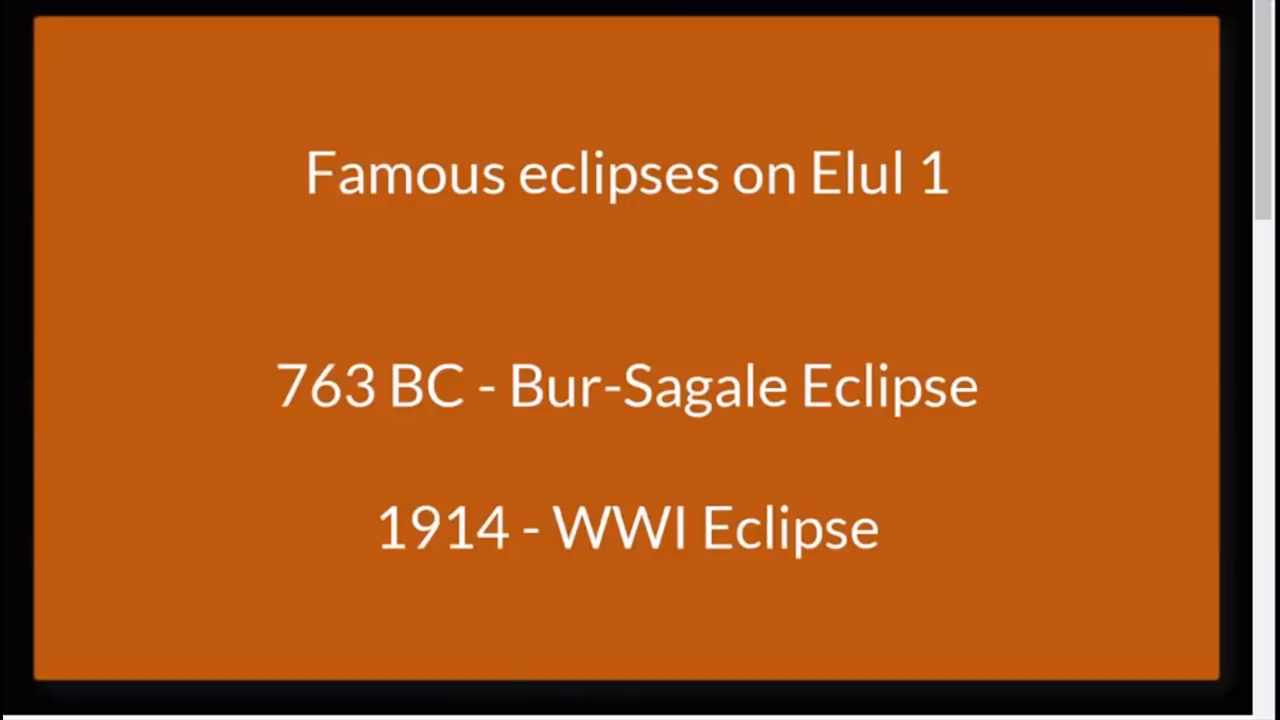 Famous eclipses on Elul 1
763 BC - Bur-Sagale Eclipse
1914 - WWI Eclipse